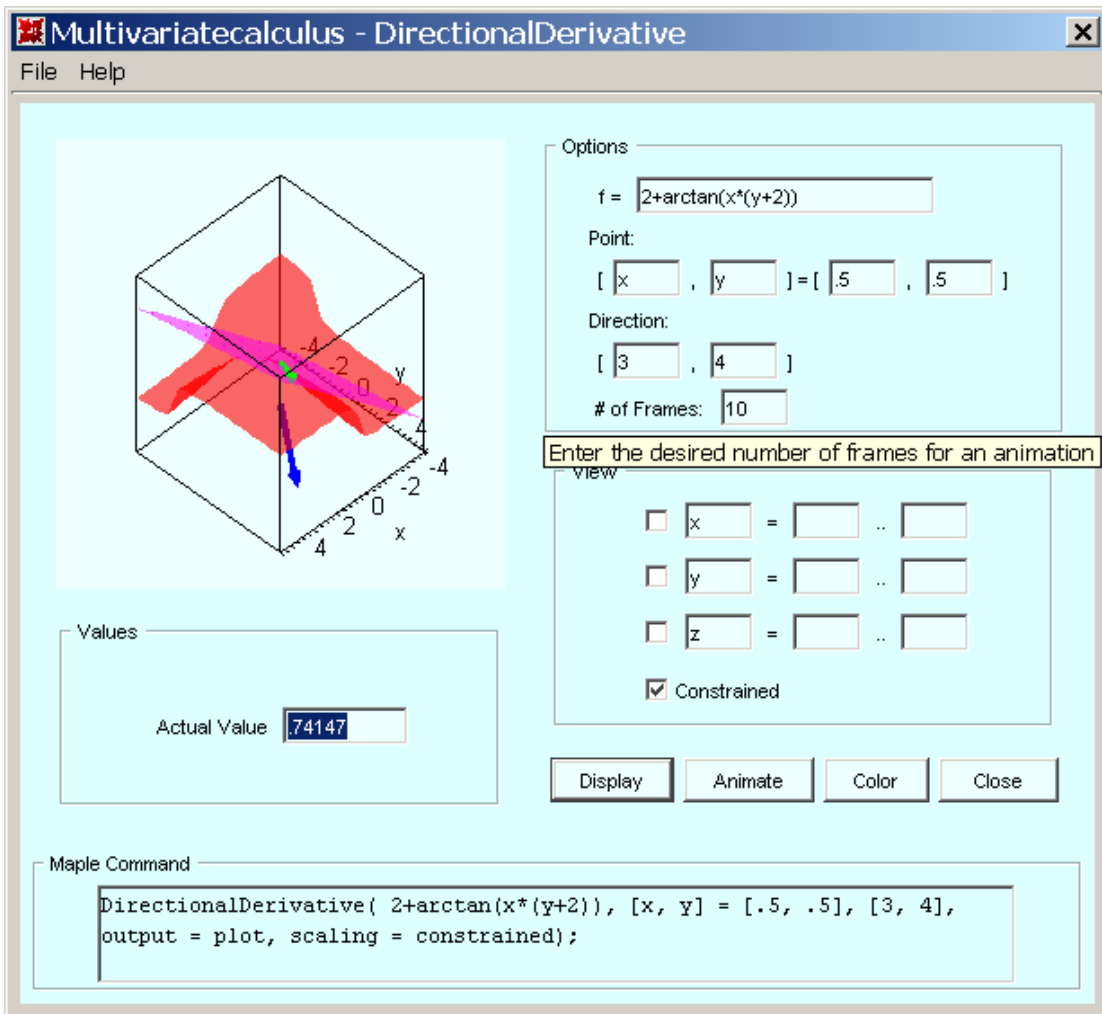 Multivariatecalculus - DirectionalDerivative
File Help
Options
f = 2+arctan(x*(y+2))
Point:
[ x , y ] = [ .5 , .5 ]
Direction:
[ 3 , 4 ]
# of Frames: 10
Enter the desired number of frames for an animation
View
x = ..
y = ..
z = ..
Constrained
-4
-2
0
2
4
y
-4
-2
0
2
4
x
Values
Actual Value .74147
Display Animate Color Close
Maple Command
DirectionalDerivative( 2+arctan(x*(y+2)), [x, y] = [.5, .5], [3, 4],
output = plot, scaling = constrained);